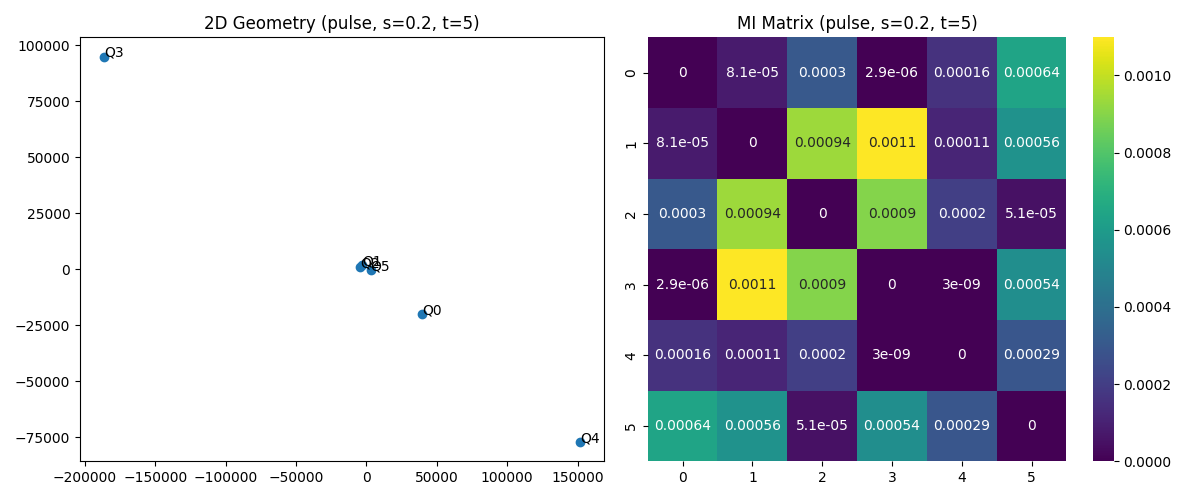 2D Geometry (pulse, s=0.2, t=5)
100000
75000
50000
25000
0
−25000
−50000
−75000
−200000 −150000 −100000 −50000 0 50000 100000 150000
Q3
Q1
Q5
Q0
Q4
MI Matrix (pulse, s=0.2, t=5)
0 0 8.1e-05 0.0003 2.9e-06 0.00016 0.00064
1 8.1e-05 0 0.00094 0.0011 0.00011 0.00056
2 0.0003 0.00094 0 0.0009 0.0002 5.1e-05
3 2.9e-06 0.0011 0.0009 0 3e-09 0.00054
4 0.00016 0.00011 0.0002 3e-09 0 0.00029
5 0.00064 0.00056 5.1e-05 0.00054 0.00029 0
0 1 2 3 4 5
0.0010
0.0008
0.0006
0.0004
0.0002
0.0000